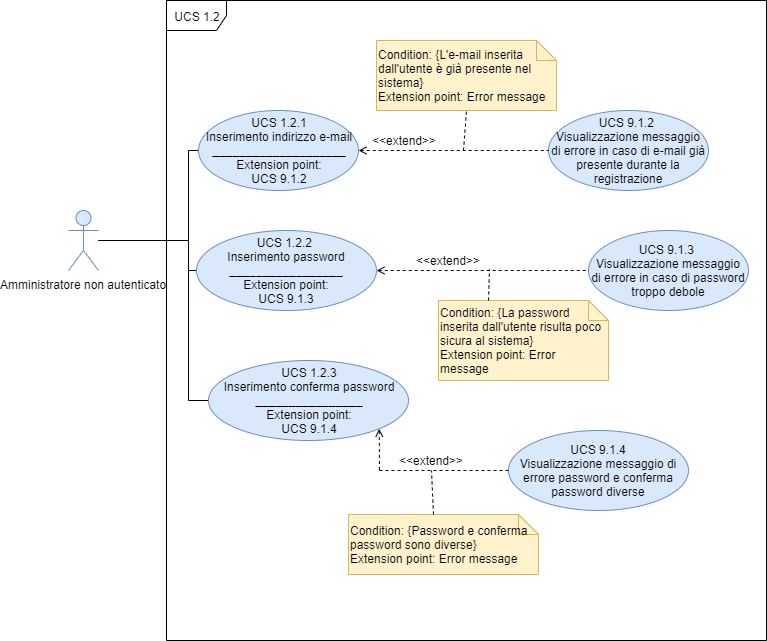 UCS 1.2
Condition: {L'e-mail inserita
dall'utente è già presente nel
sistema}
Extension point: Error message
UCS 1.2.1
Inserimento indirizzo e-mail
____________________
Extension point:
UCS 9.1.2
<<extend>>
UCS 9.1.2
Visualizzazione messaggio
di errore in caso di e-mail già
presente durante la
registrazione
Amministratore non autenticato
UCS 1.2.2
Inserimento password
_________________
Extension point:
UCS 9.1.3
<<extend>>
UCS 9.1.3
Visualizzazione messaggio
di errore in caso di password
troppo debole
Condition: {La password
inserita dall'utente risulta poco
sicura al sistema}
Extension point: Error
message
UCS 1.2.3
Inserimento conferma password
________________
Extension point:
UCS 9.1.4
<<extend>>
UCS 9.1.4
Visualizzazione messaggio di
errore password e conferma
password diverse
Condition: {Password e conferma
password sono diverse}
Extension point: Error message